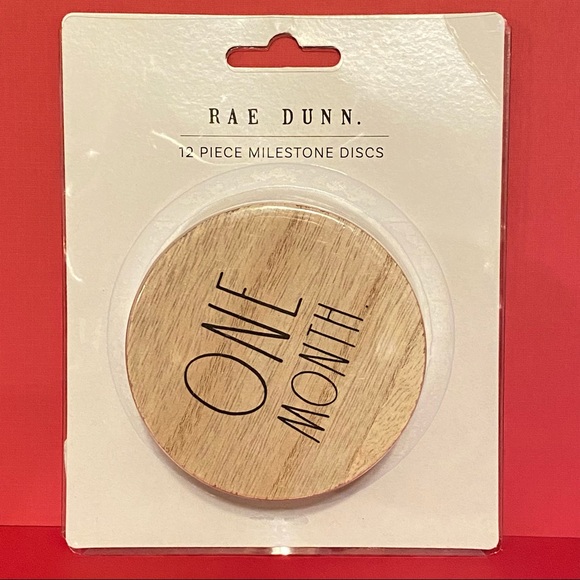 RAE DUNN.
12 PIECE MILESTONE DISCS
ONE
MONTH